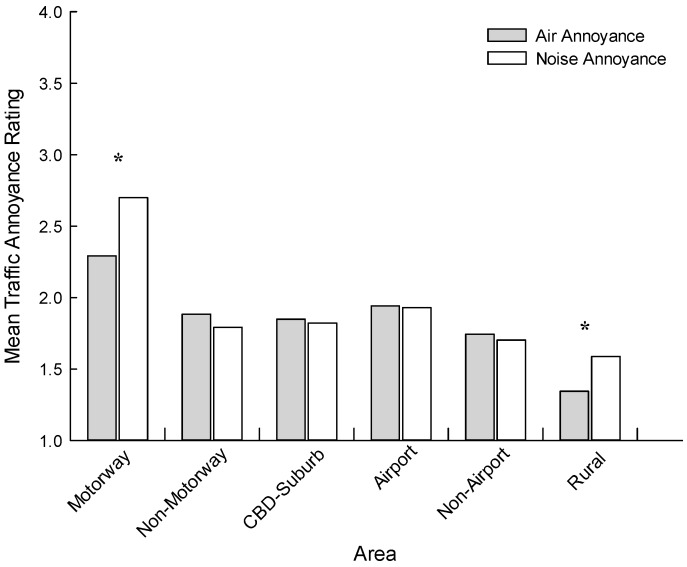 4.0
3.5
3.0
2.5
2.0
1.5
1.0
Mean Traffic Annoyance Rating
Air Annoyance
Noise Annoyance
*
*
Motorway
Non-Motorway
CBD-Suburb
Airport
Non-Airport
Rural
Area